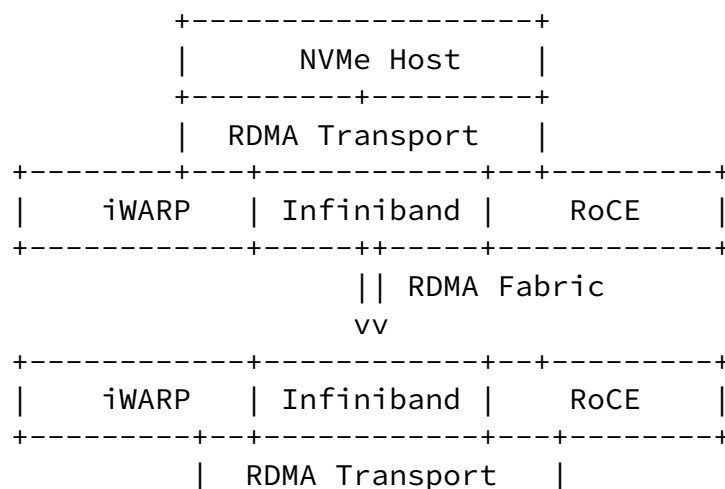 NVMe Host
RDMA Transport
iWARP Infiniband RoCE
RDMA Fabric
vv
iWARP Infiniband RoCE
RDMA Transport